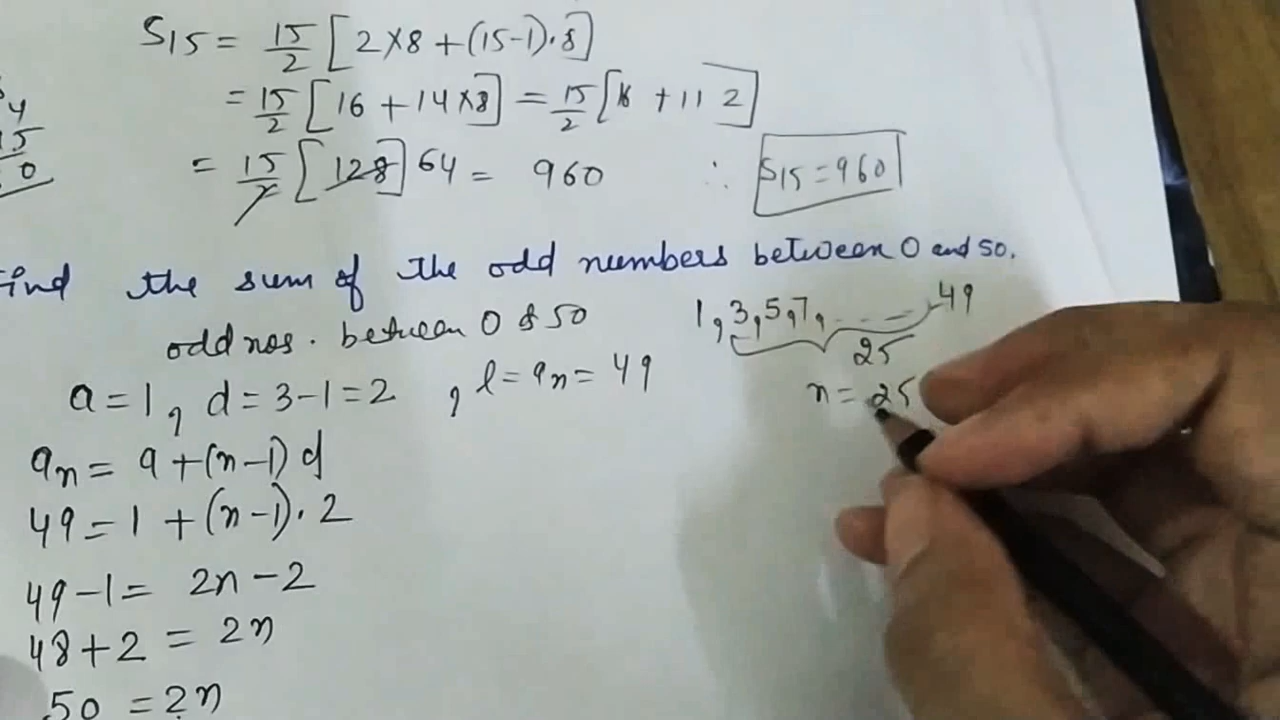 S15 = 15/2 [2×8 + (15-1)·8]
= 15/2 [16 + 14×8] = 15/2 [16 + 112]
= 15/2 [128] 64 = 960 ∴ S15 = 960
4
15
0
Find the sum of the odd numbers between 0 and 50.
odd nos. between 0 & 50 1, 3, 5, 7, ..... 49
25
a = 1, d = 3-1 = 2, l = an = 49
n = 25
an = a + (n-1) d
49 = 1 + (n-1)· 2
49-1 = 2n-2
48+2 = 2n
50 = 2n